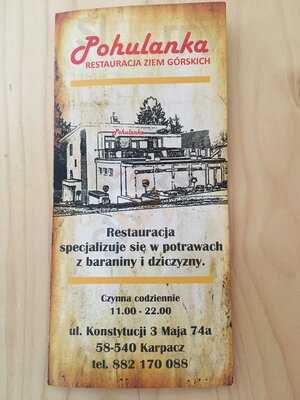 Pohulanka
RESTAURACJA ZIEM GÓRSKICH
Pohulanka
Restauracja
specjalizuje się w potrawach
z baraniny i dziczyzny.
Czynna codziennie
11.00 - 22.00
ul. Konstytucji 3 Maja 74a
58-540 Karpacz
tel. 882 170 088